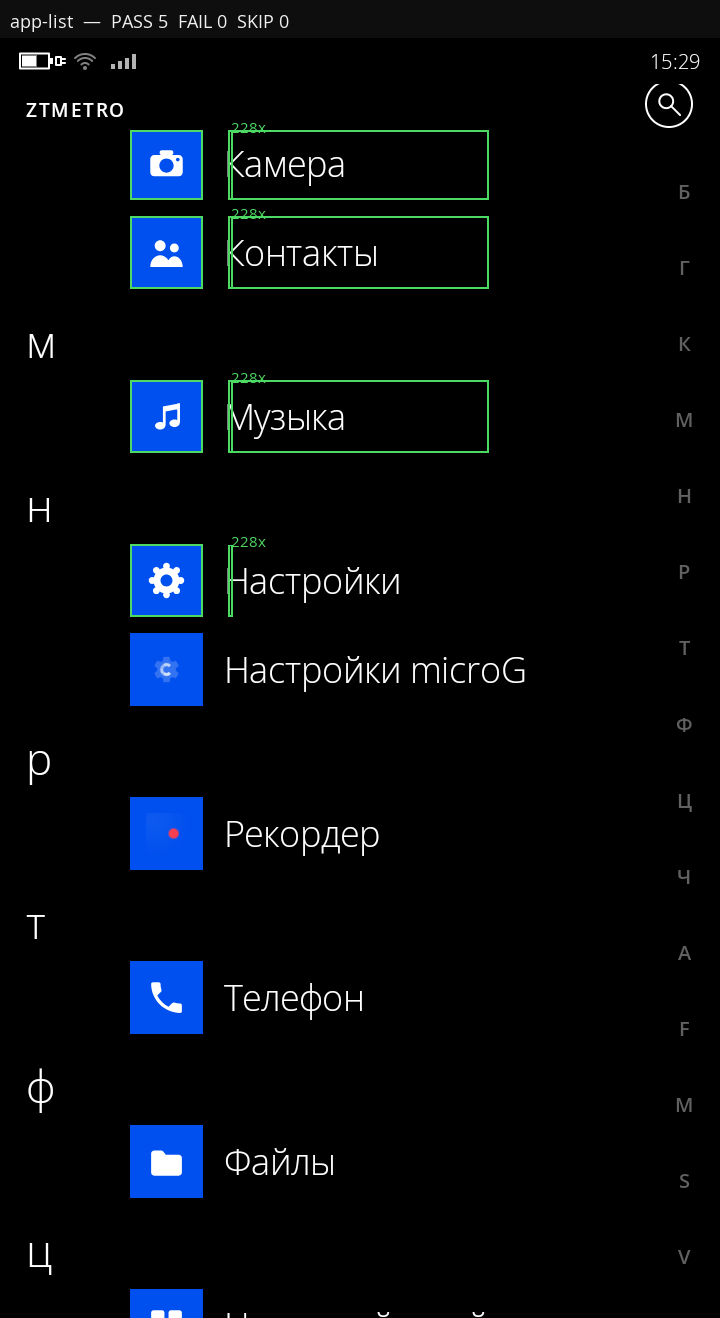 app-list — PASS 5 FAIL 0 SKIP 0
15:29
ZTMETRO
228x
Камера
Б
228x
Контакты
Г
М
К
228x
Музыка
М
Н
Н
228x
Настройки
Р
Настройки microG
Т
р
Ф
Рекордер
Ц
Ч
Т
А
Телефон
F
ф
M
Файлы
S
Ц
V